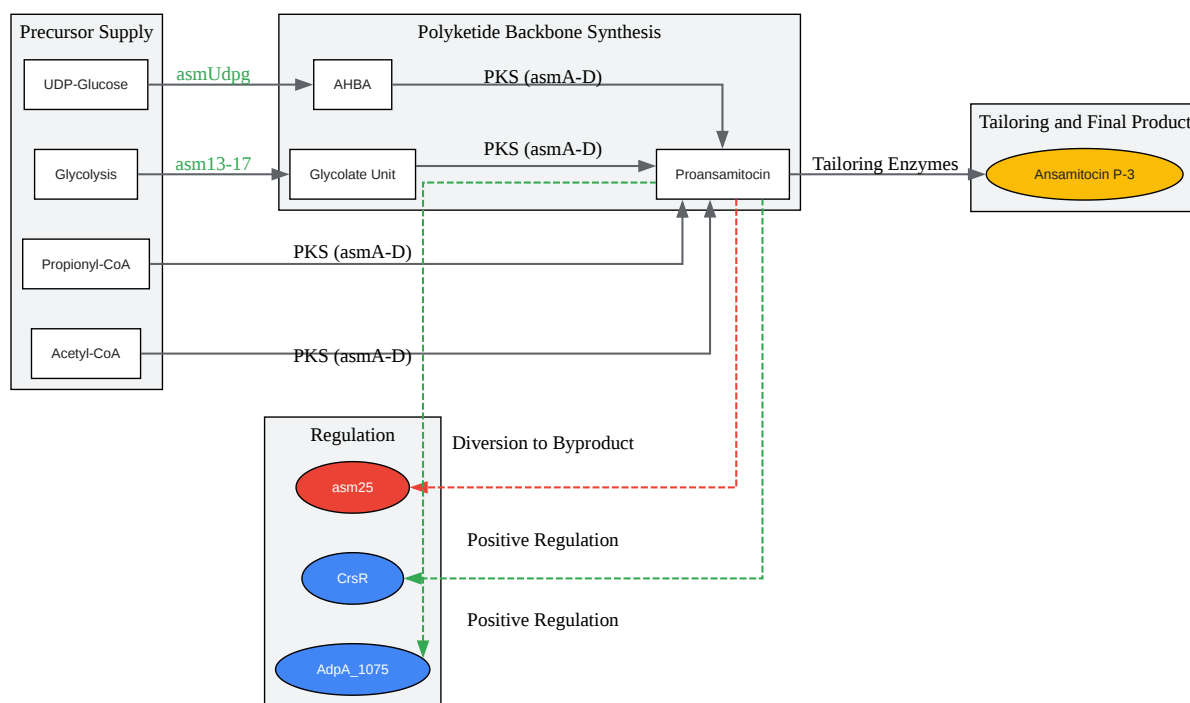 Precursor Supply
Polyketide Backbone Synthesis
UDP-Glucose
asmUdpg
AHBA
PKS (asmA-D)
Tailoring and Final Product
Glycolysis
asm13-17
Glycolate Unit
PKS (asmA-D)
Proansamitocin
Tailoring Enzymes
Ansamitocin P-3
Propionyl-CoA
PKS (asmA-D)
Acetyl-CoA
PKS (asmA-D)
Regulation
Diversion to Byproduct
asm25
Positive Regulation
CrsR
Positive Regulation
AdpA_1075